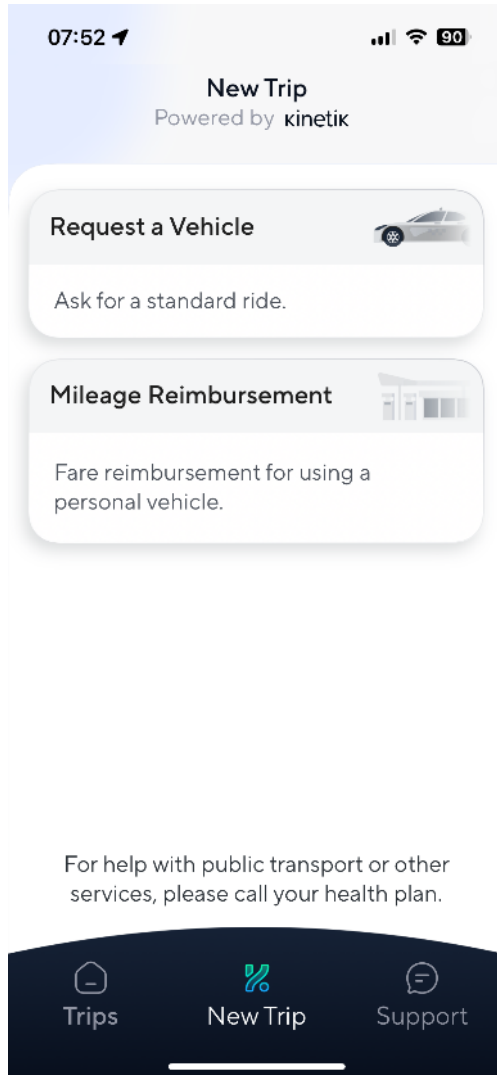 07:52
90
New Trip
Powered by кinetiк
Request a Vehicle
Ask for a standard ride.
Mileage Reimbursement
Fare reimbursement for using a
personal vehicle.
For help with public transport or other
services, please call your health plan.
Trips
New Trip
Support